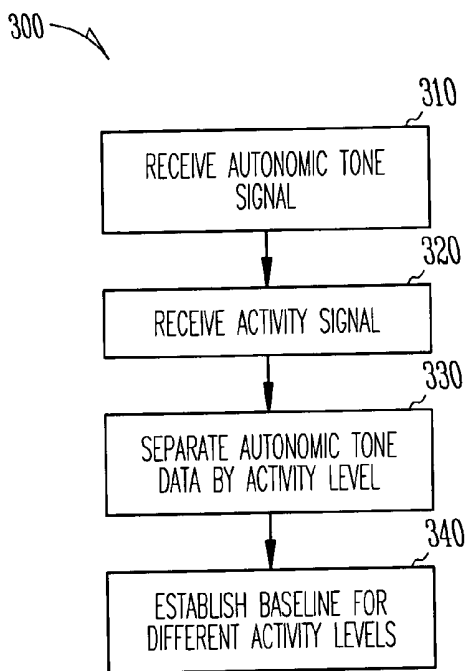 300
310
RECEIVE AUTONOMIC TONE
SIGNAL
320
RECEIVE ACTIVITY SIGNAL
330
SEPARATE AUTONOMIC TONE
DATA BY ACTIVITY LEVEL
340
ESTABLISH BASELINE FOR
DIFFERENT ACTIVITY LEVELS